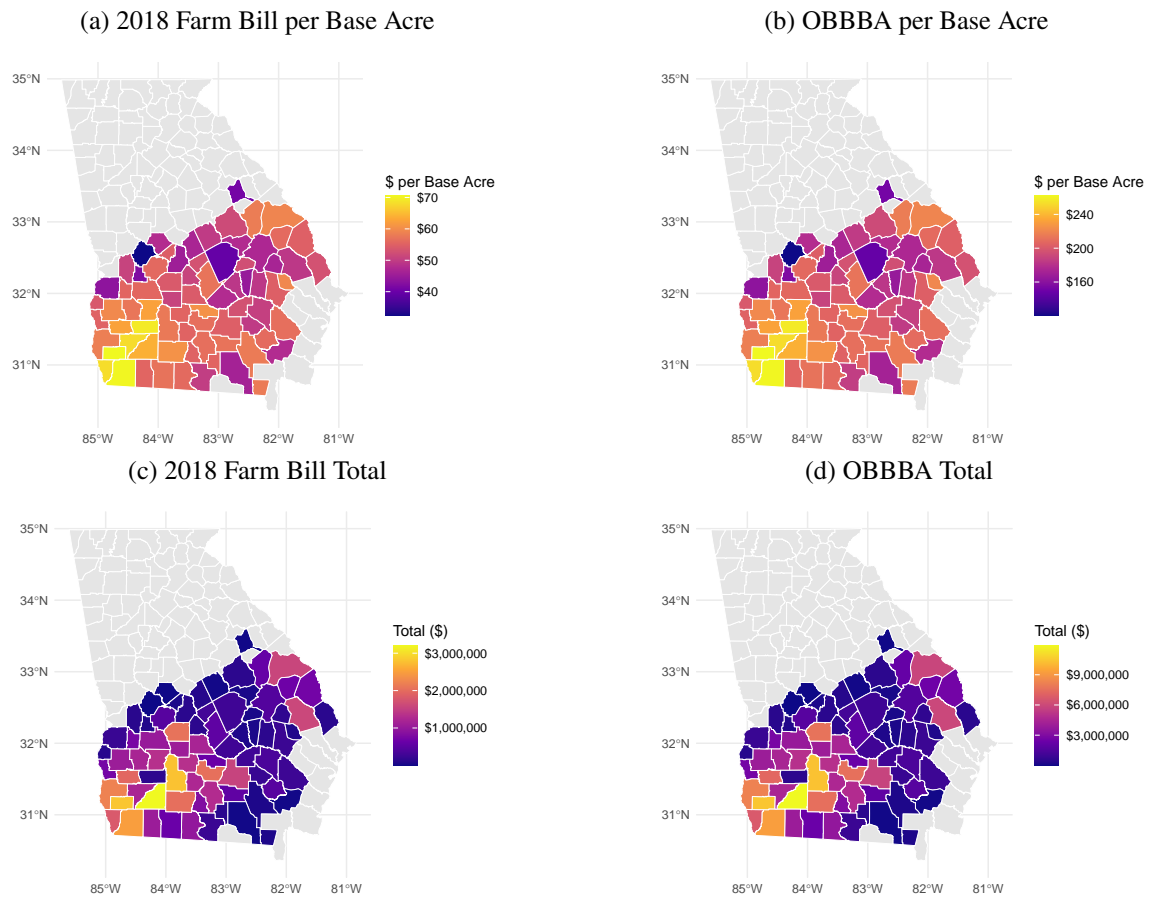 (a) 2018 Farm Bill per Base Acre
35°N
34°N
33°N
32°N
31°N
85°W 84°W 83°W 82°W 81°W
$ per Base Acre
$70
$60
$50
$40
(b) OBBBA per Base Acre
35°N
34°N
33°N
32°N
31°N
85°W 84°W 83°W 82°W 81°W
$ per Base Acre
$240
$200
$160
(c) 2018 Farm Bill Total
35°N
34°N
33°N
32°N
31°N
85°W 84°W 83°W 82°W 81°W
Total ($)
$3,000,000
$2,000,000
$1,000,000
(d) OBBBA Total
35°N
34°N
33°N
32°N
31°N
85°W 84°W 83°W 82°W 81°W
Total ($)
$9,000,000
$6,000,000
$3,000,000